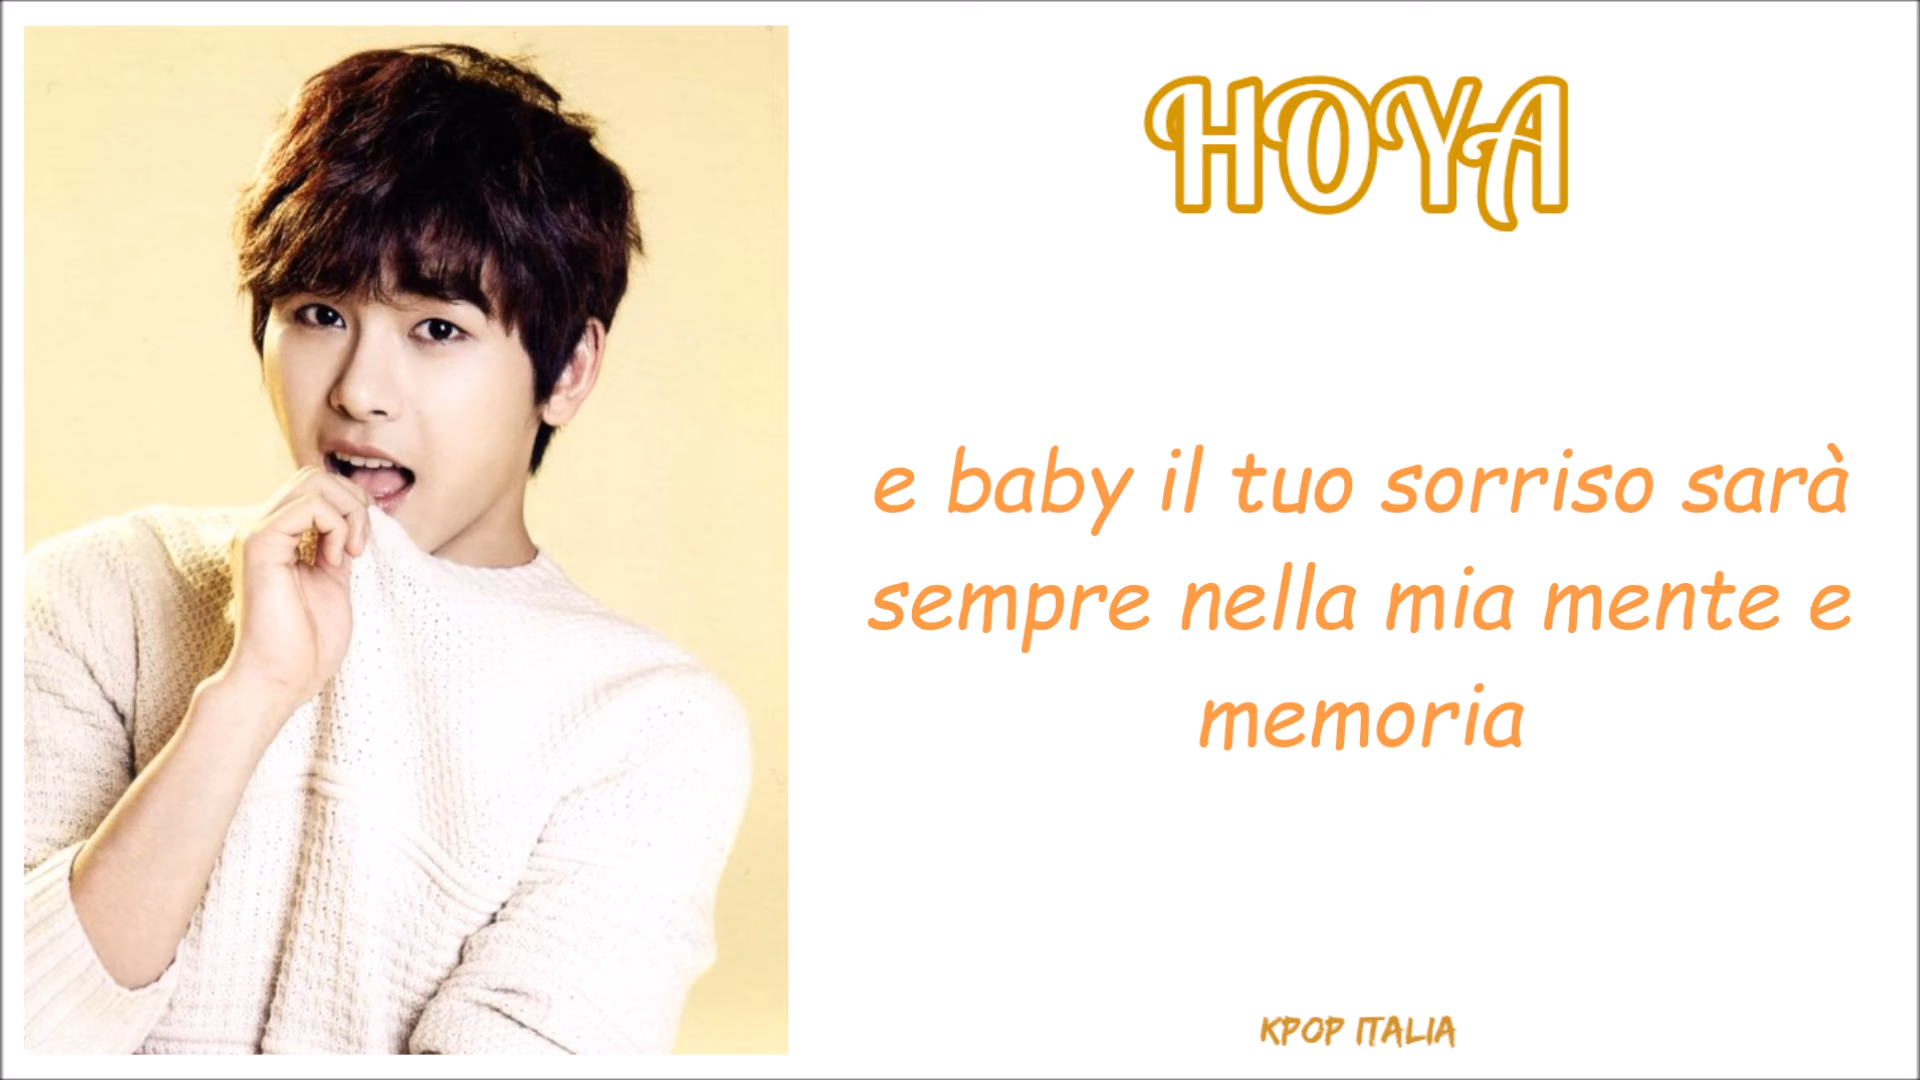 HOYA
e baby il tuo sorriso sarà
sempre nella mia mente e
memoria
KPOP ITALIA